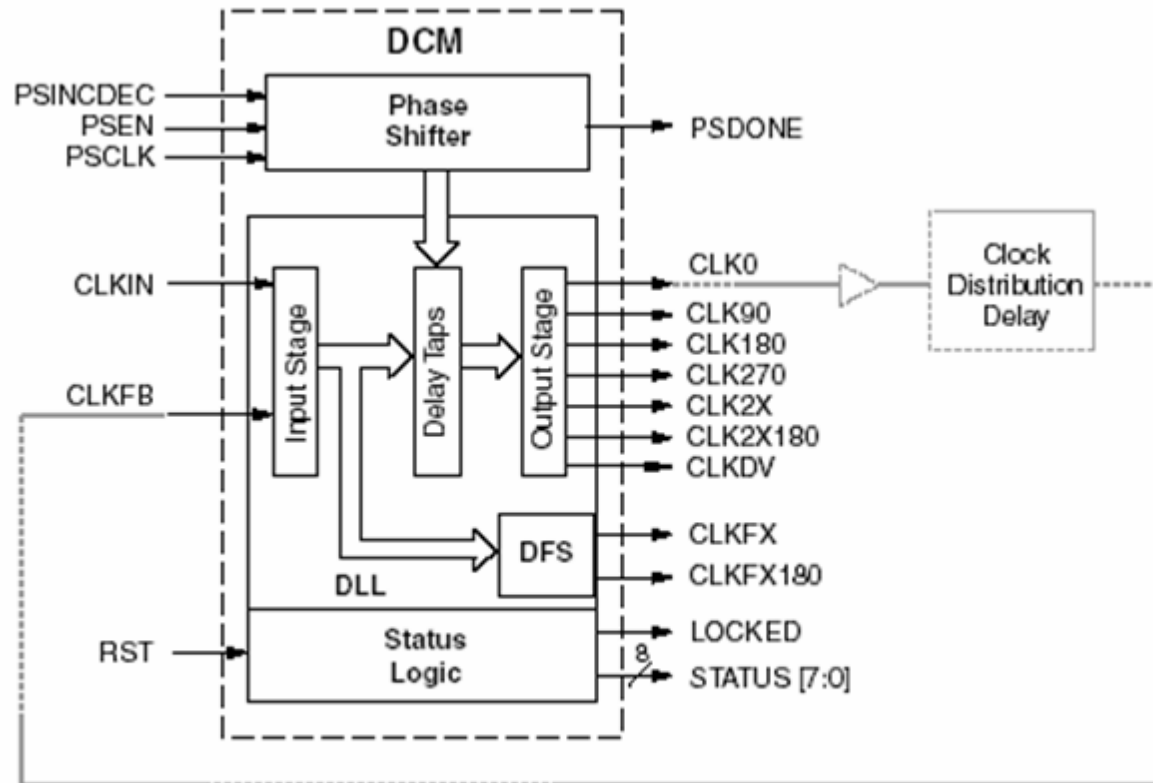 DCM
PSINCDEC
PSEN
PSCLK
Phase
Shifter
PSDONE
CLKIN
CLKFB
Input Stage
Delay Taps
Output Stage
CLK0
CLK90
CLK180
CLK270
CLK2X
CLK2X180
CLKDV
Clock
Distribution
Delay
DFS
CLKFX
CLKFX180
DLL
RST
Status
Logic
LOCKED
8
STATUS [7:0]